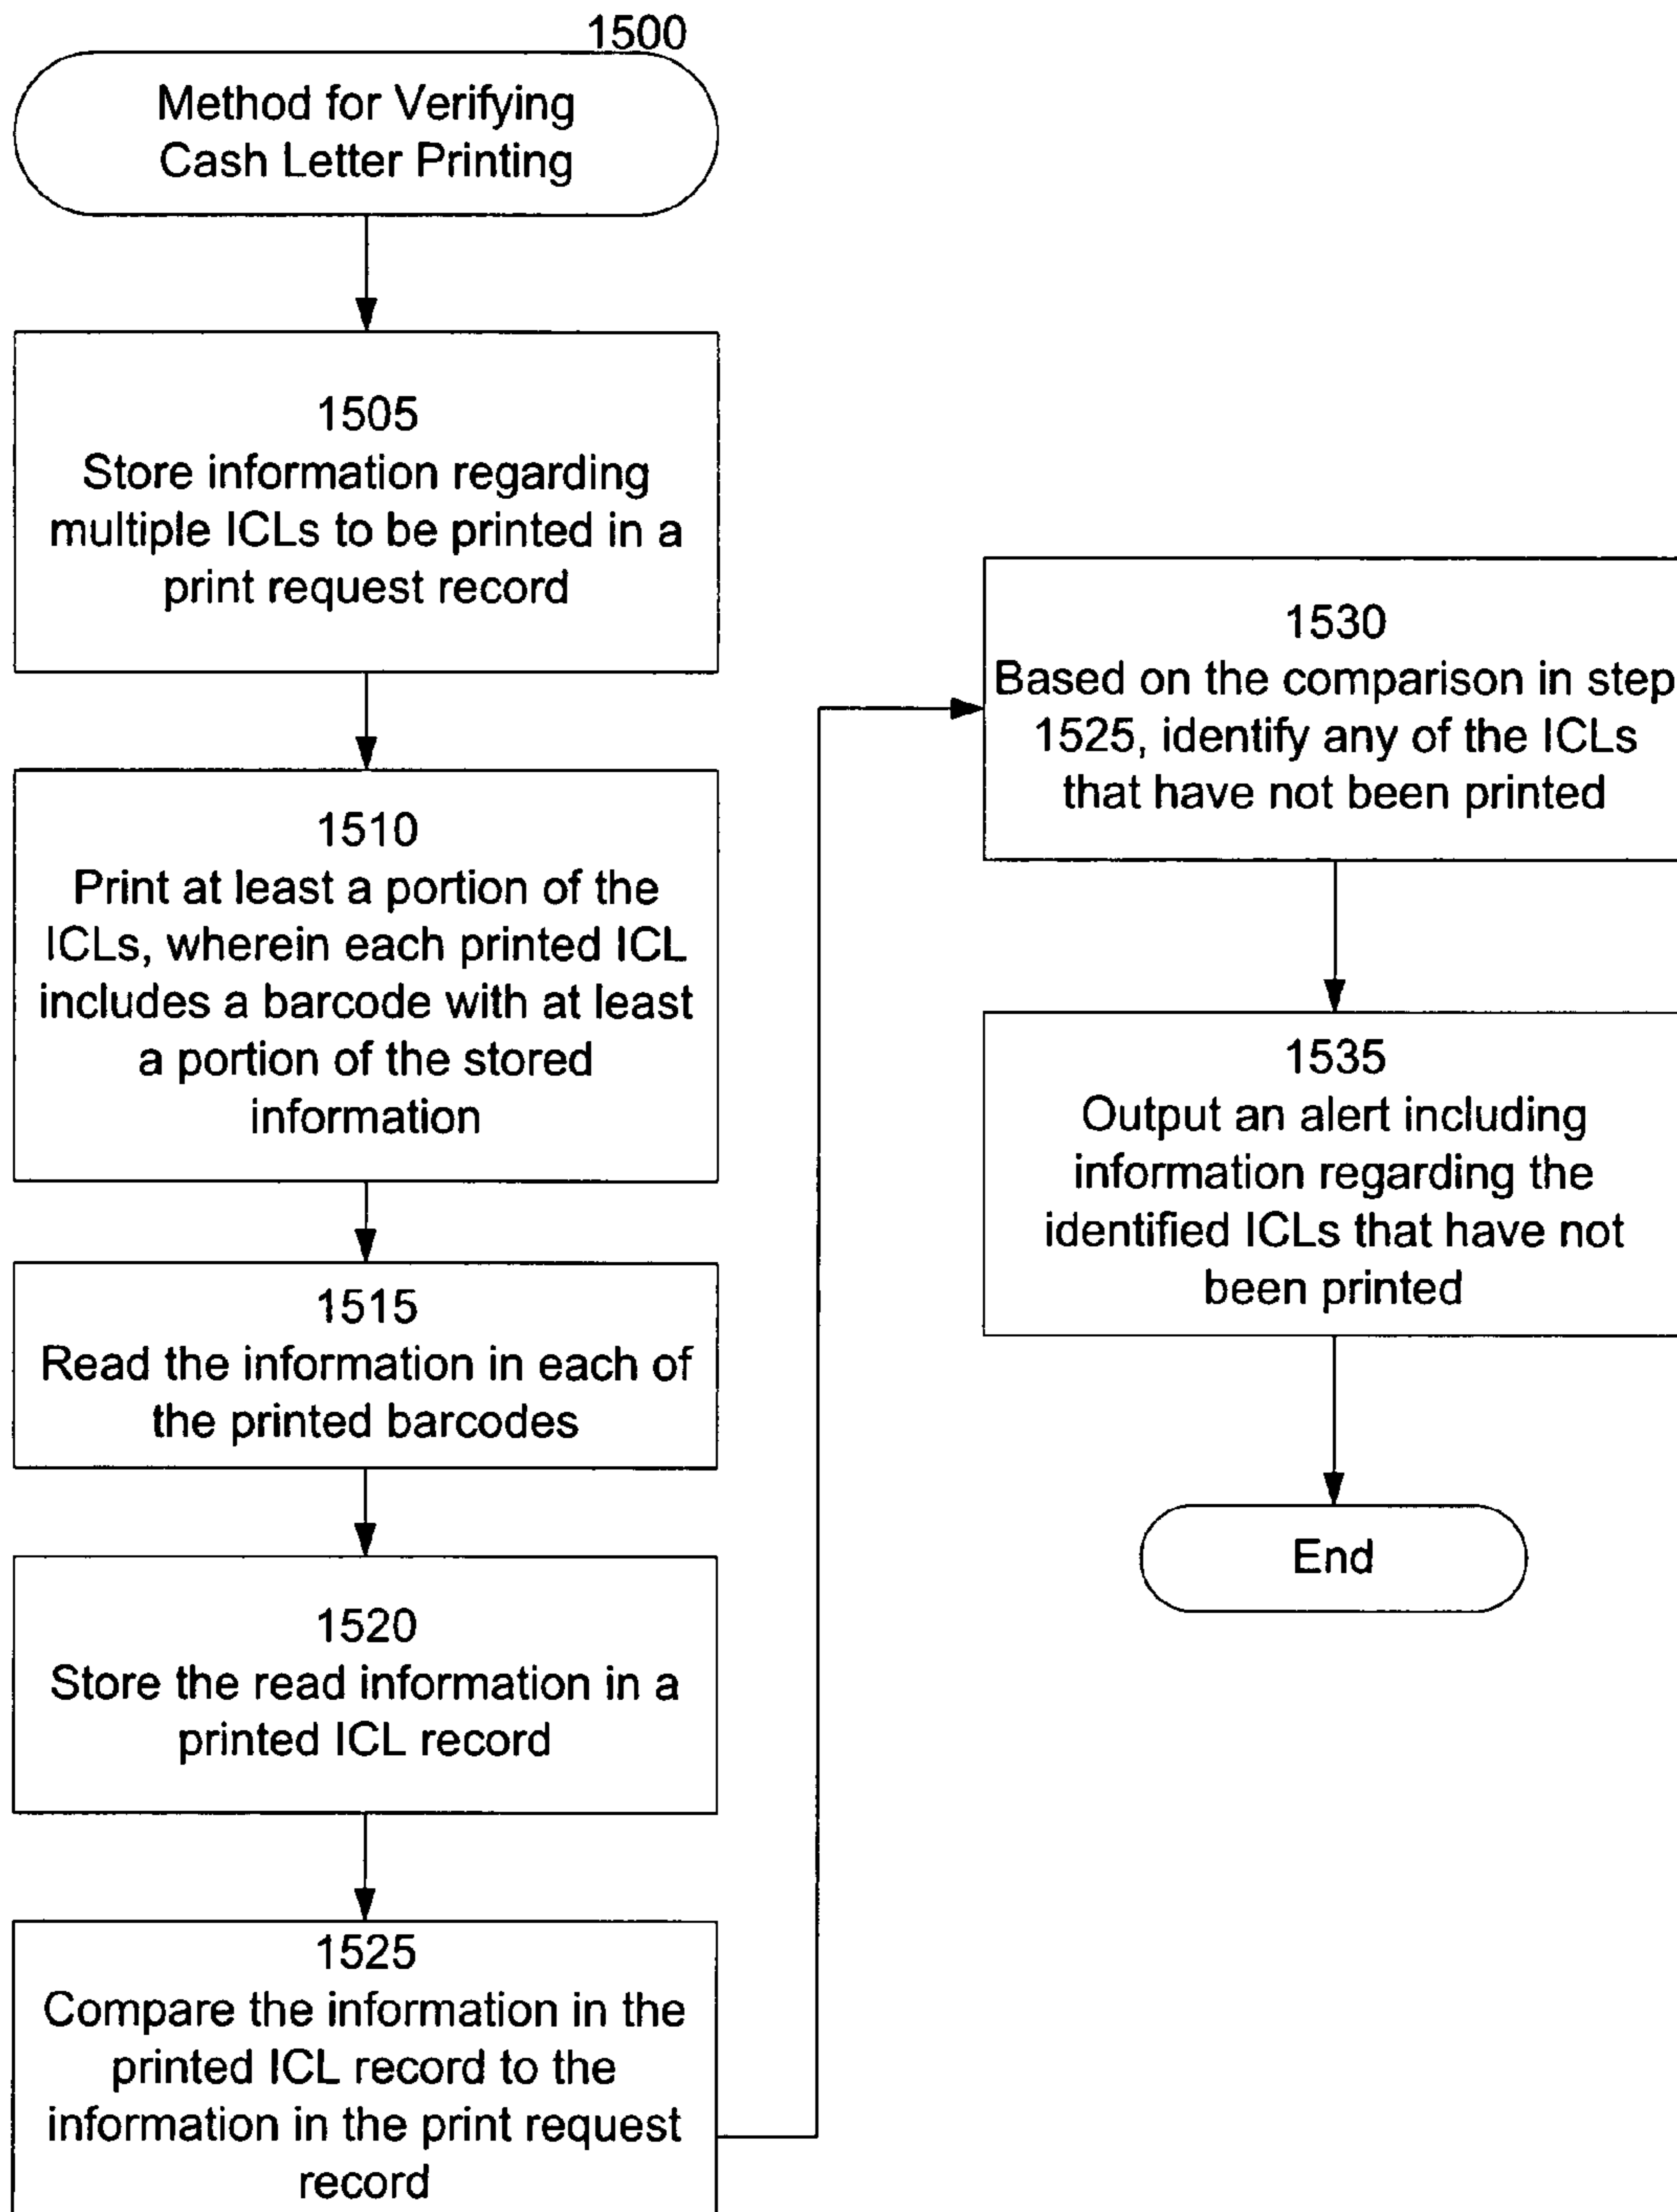 1500
Method for Verifying
Cash Letter Printing
1505
Store information regarding
multiple ICLs to be printed in a
print request record
1510
Print at least a portion of the
ICLs, wherein each printed ICL
includes a barcode with at least
a portion of the stored
information
1515
Read the information in each of
the printed barcodes
1520
Store the read information in a
printed ICL record
1525
Compare the information in the
printed ICL record to the
information in the print request
record
1530
Based on the comparison in step
1525, identify any of the ICLs
that have not been printed
1535
Output an alert including
information regarding the
identified ICLs that have not
been printed
End